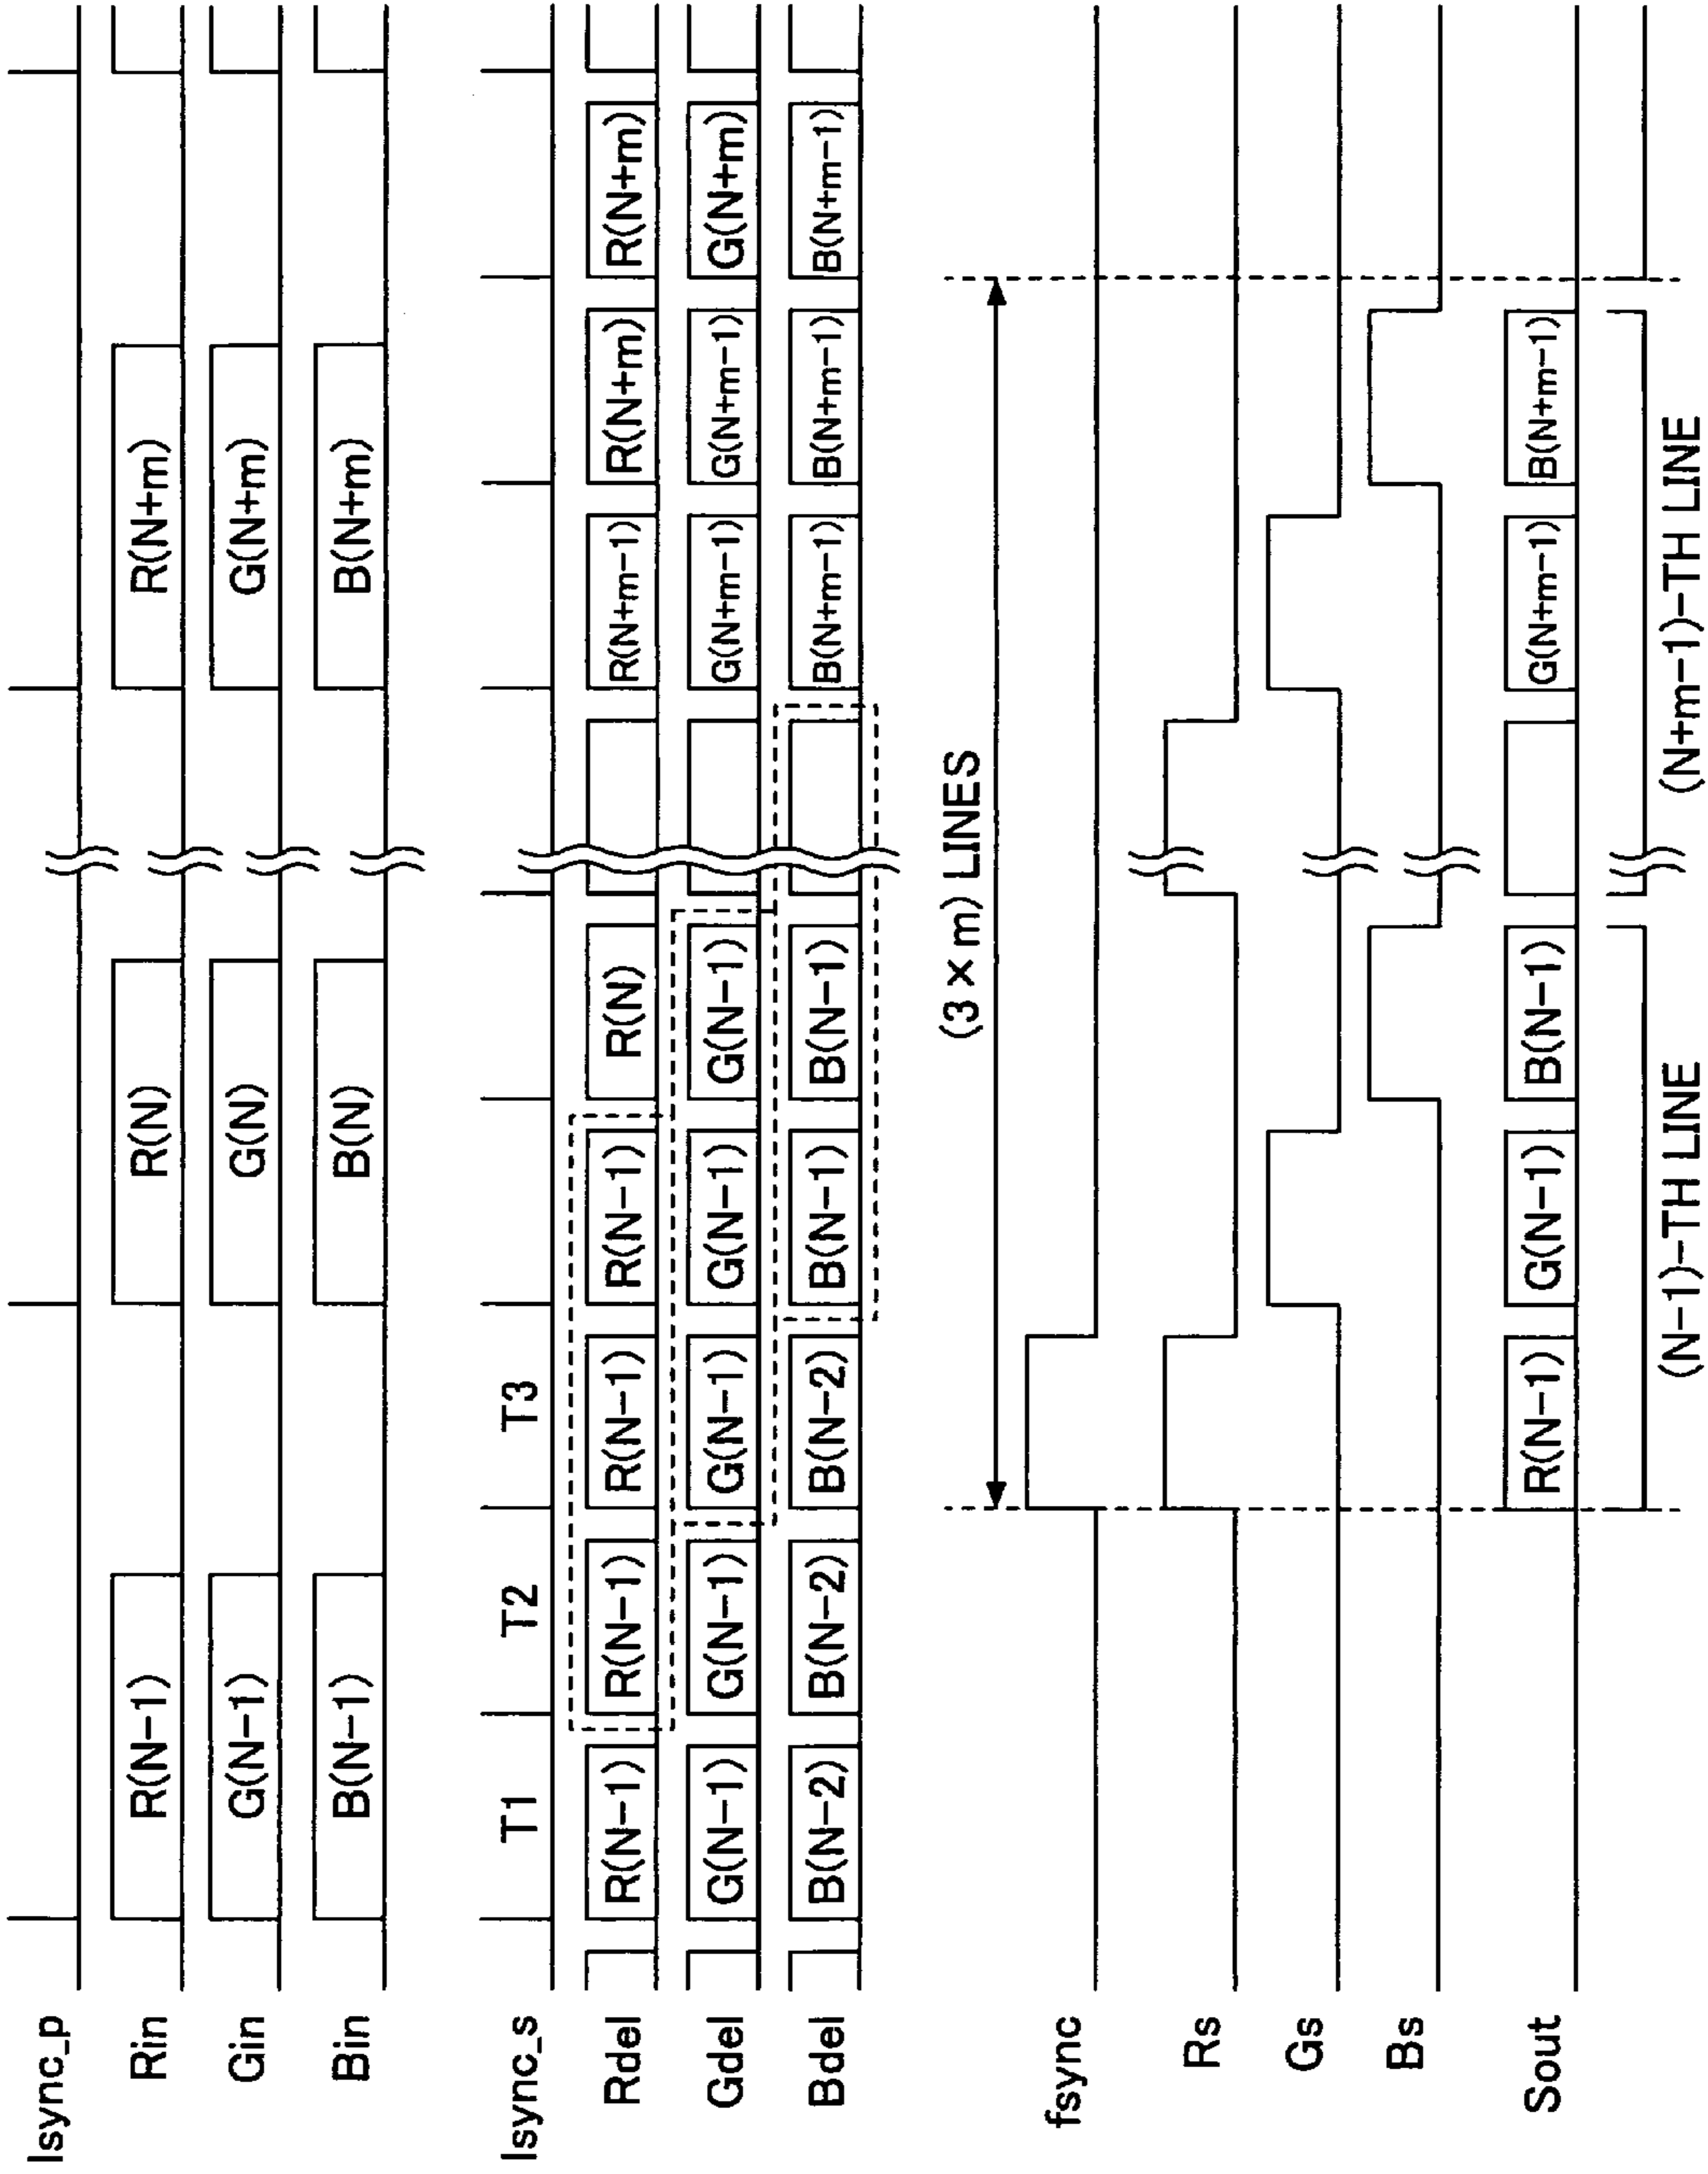 lsync_p
Rin R(N−1) R(N) R(N+m)
Gin G(N−1) G(N) G(N+m)
Bin B(N−1) B(N) B(N+m)
lsync_s T1 T2 T3
Rdel R(N−1) R(N−1) R(N−1) R(N−1) R(N) R(N+m−1) R(N+m) R(N+m)
Gdel G(N−1) G(N−1) G(N−1) G(N−1) G(N−1) G(N+m−1) G(N+m−1) G(N+m)
Bdel B(N−2) B(N−2) B(N−2) B(N−1) B(N−1) B(N+m−1) B(N+m−1) B(N+m−1)
(3 × m) LINES
fsync
Rs
Gs
Bs
Sout R(N−1) G(N−1) B(N−1) G(N+m−1) B(N+m−1)
(N−1)−TH LINE (N+m−1)−TH LINE